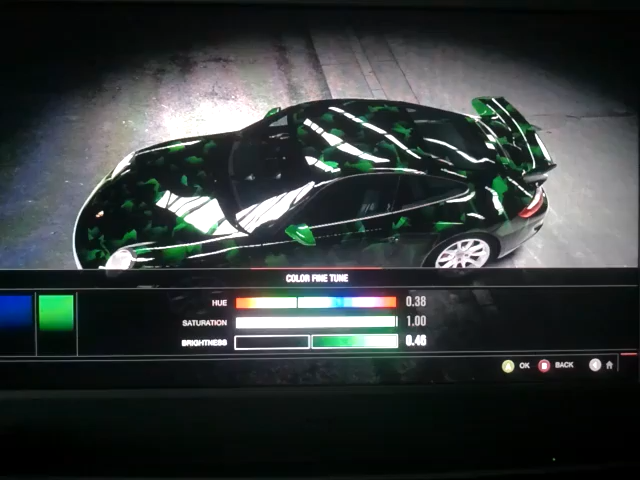 COLOR FINE TUNE
HUE 0.38
SATURATION 1.00
BRIGHTNESS 0.46
A OK B BACK